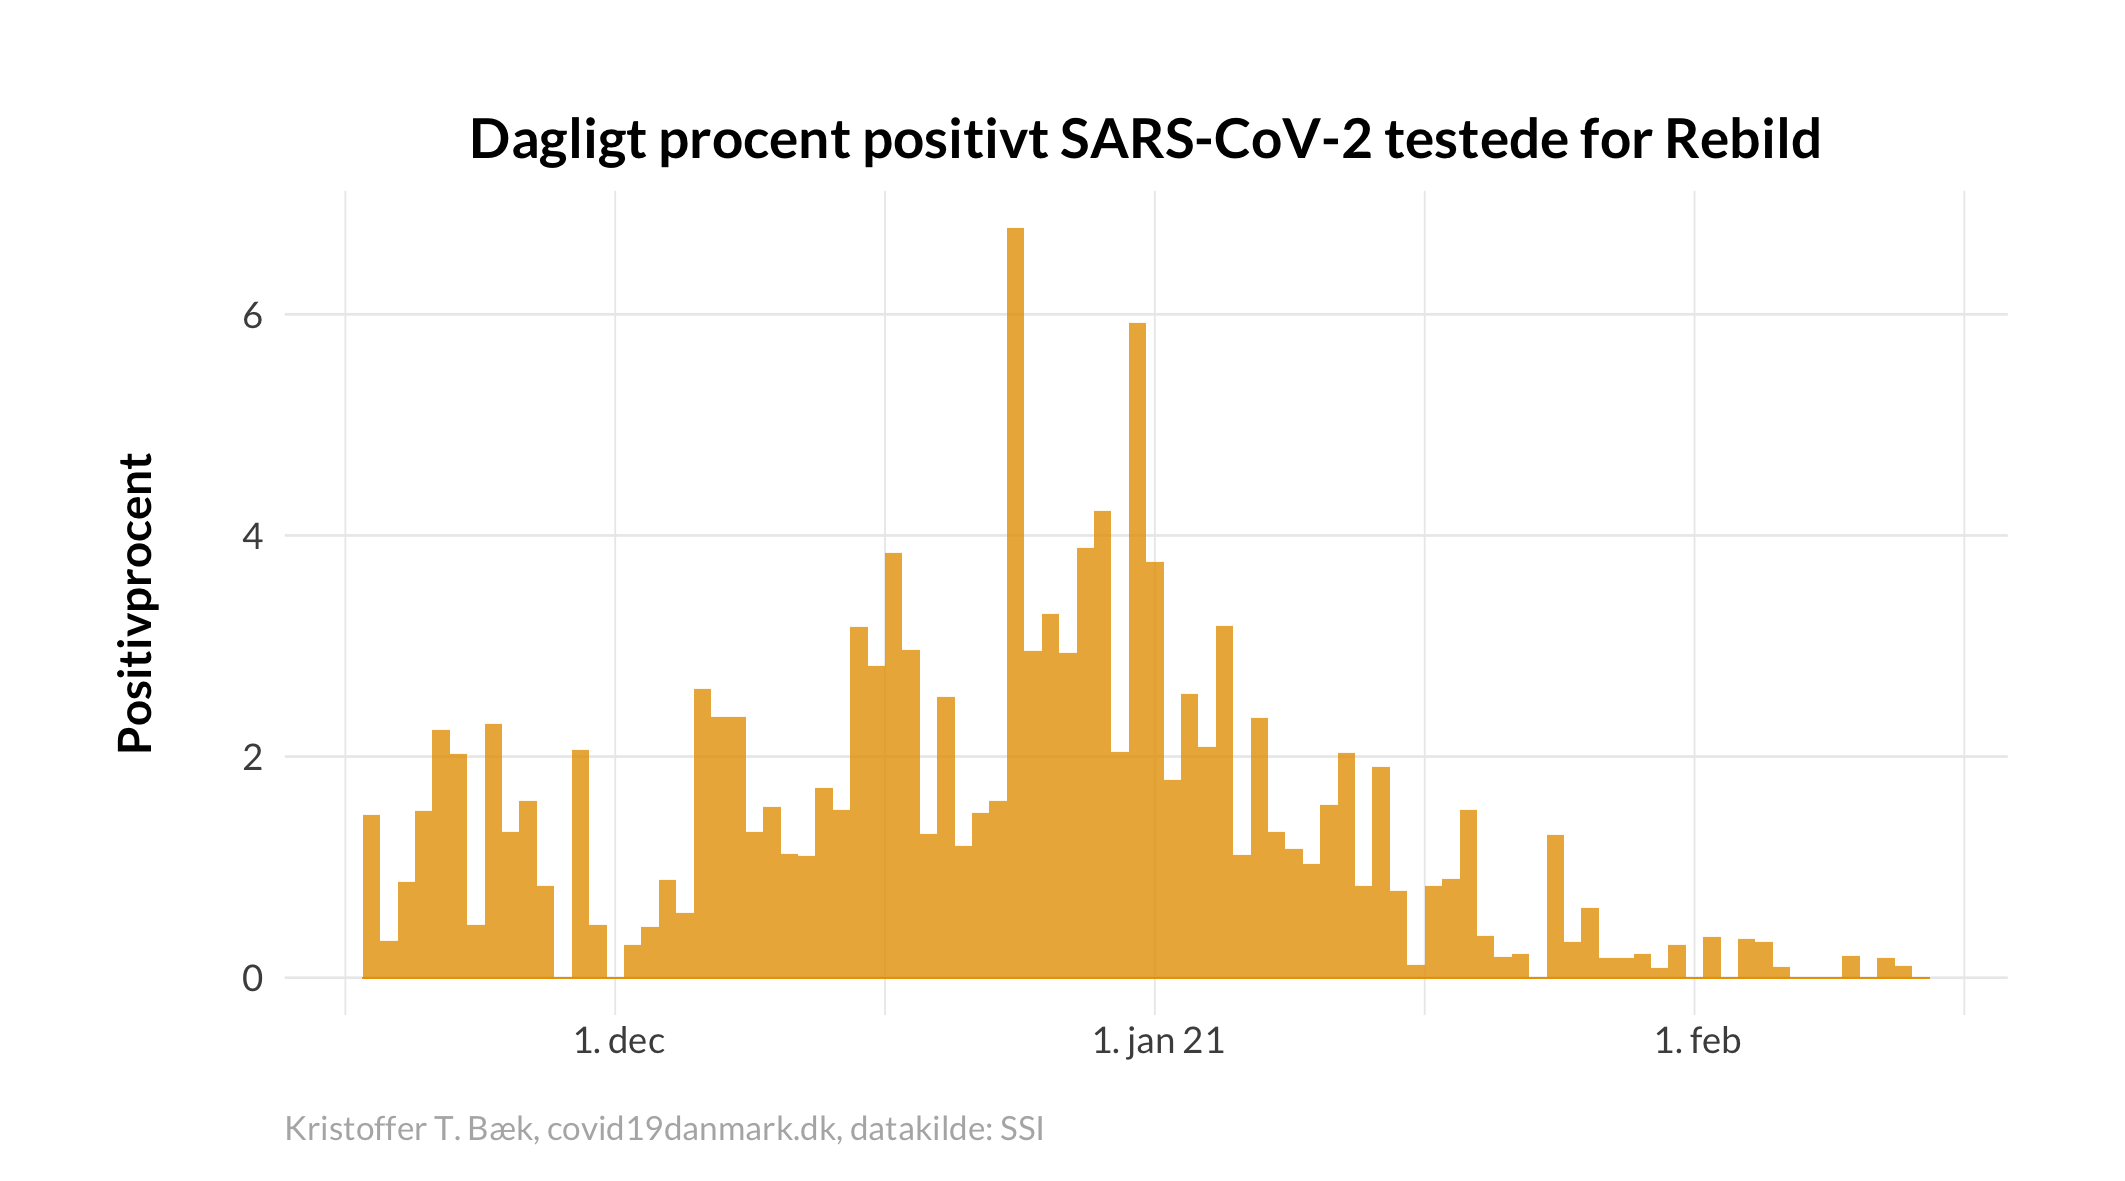 Dagligt procent positivt SARS-CoV-2 testede for Rebild
Positivprocent
6
4
2
0
1. dec
1. jan 21
1. feb
Kristoffer T. Bæk, covid19danmark.dk, datakilde: SSI